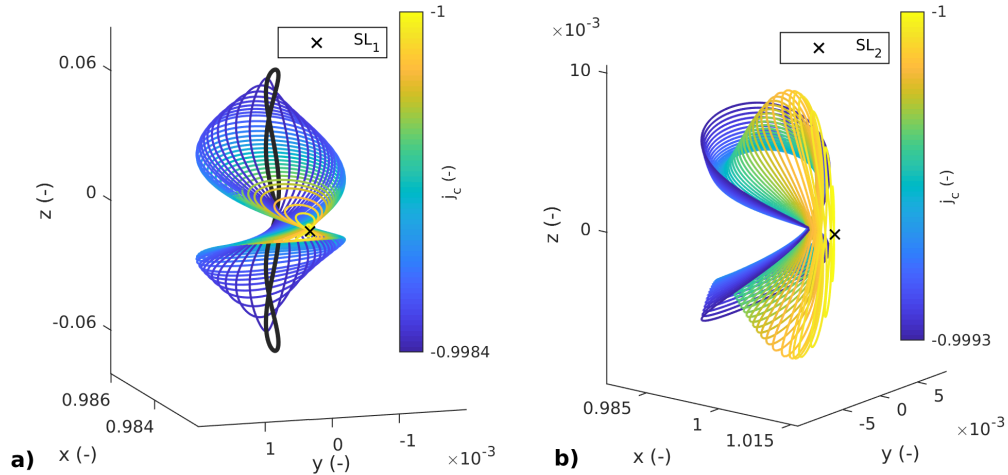 SL1
-1
j_c (-)
-0.9984
0.06
0
-0.06
z (-)
0.986
0.984
x (-)
1
0
-1
×10^-3
y (-)
a)
×10^-3
SL2
-1
j_c (-)
-0.9993
10
0
z (-)
0.985
1
1.015
x (-)
-5
0
5
×10^-3
y (-)
b)